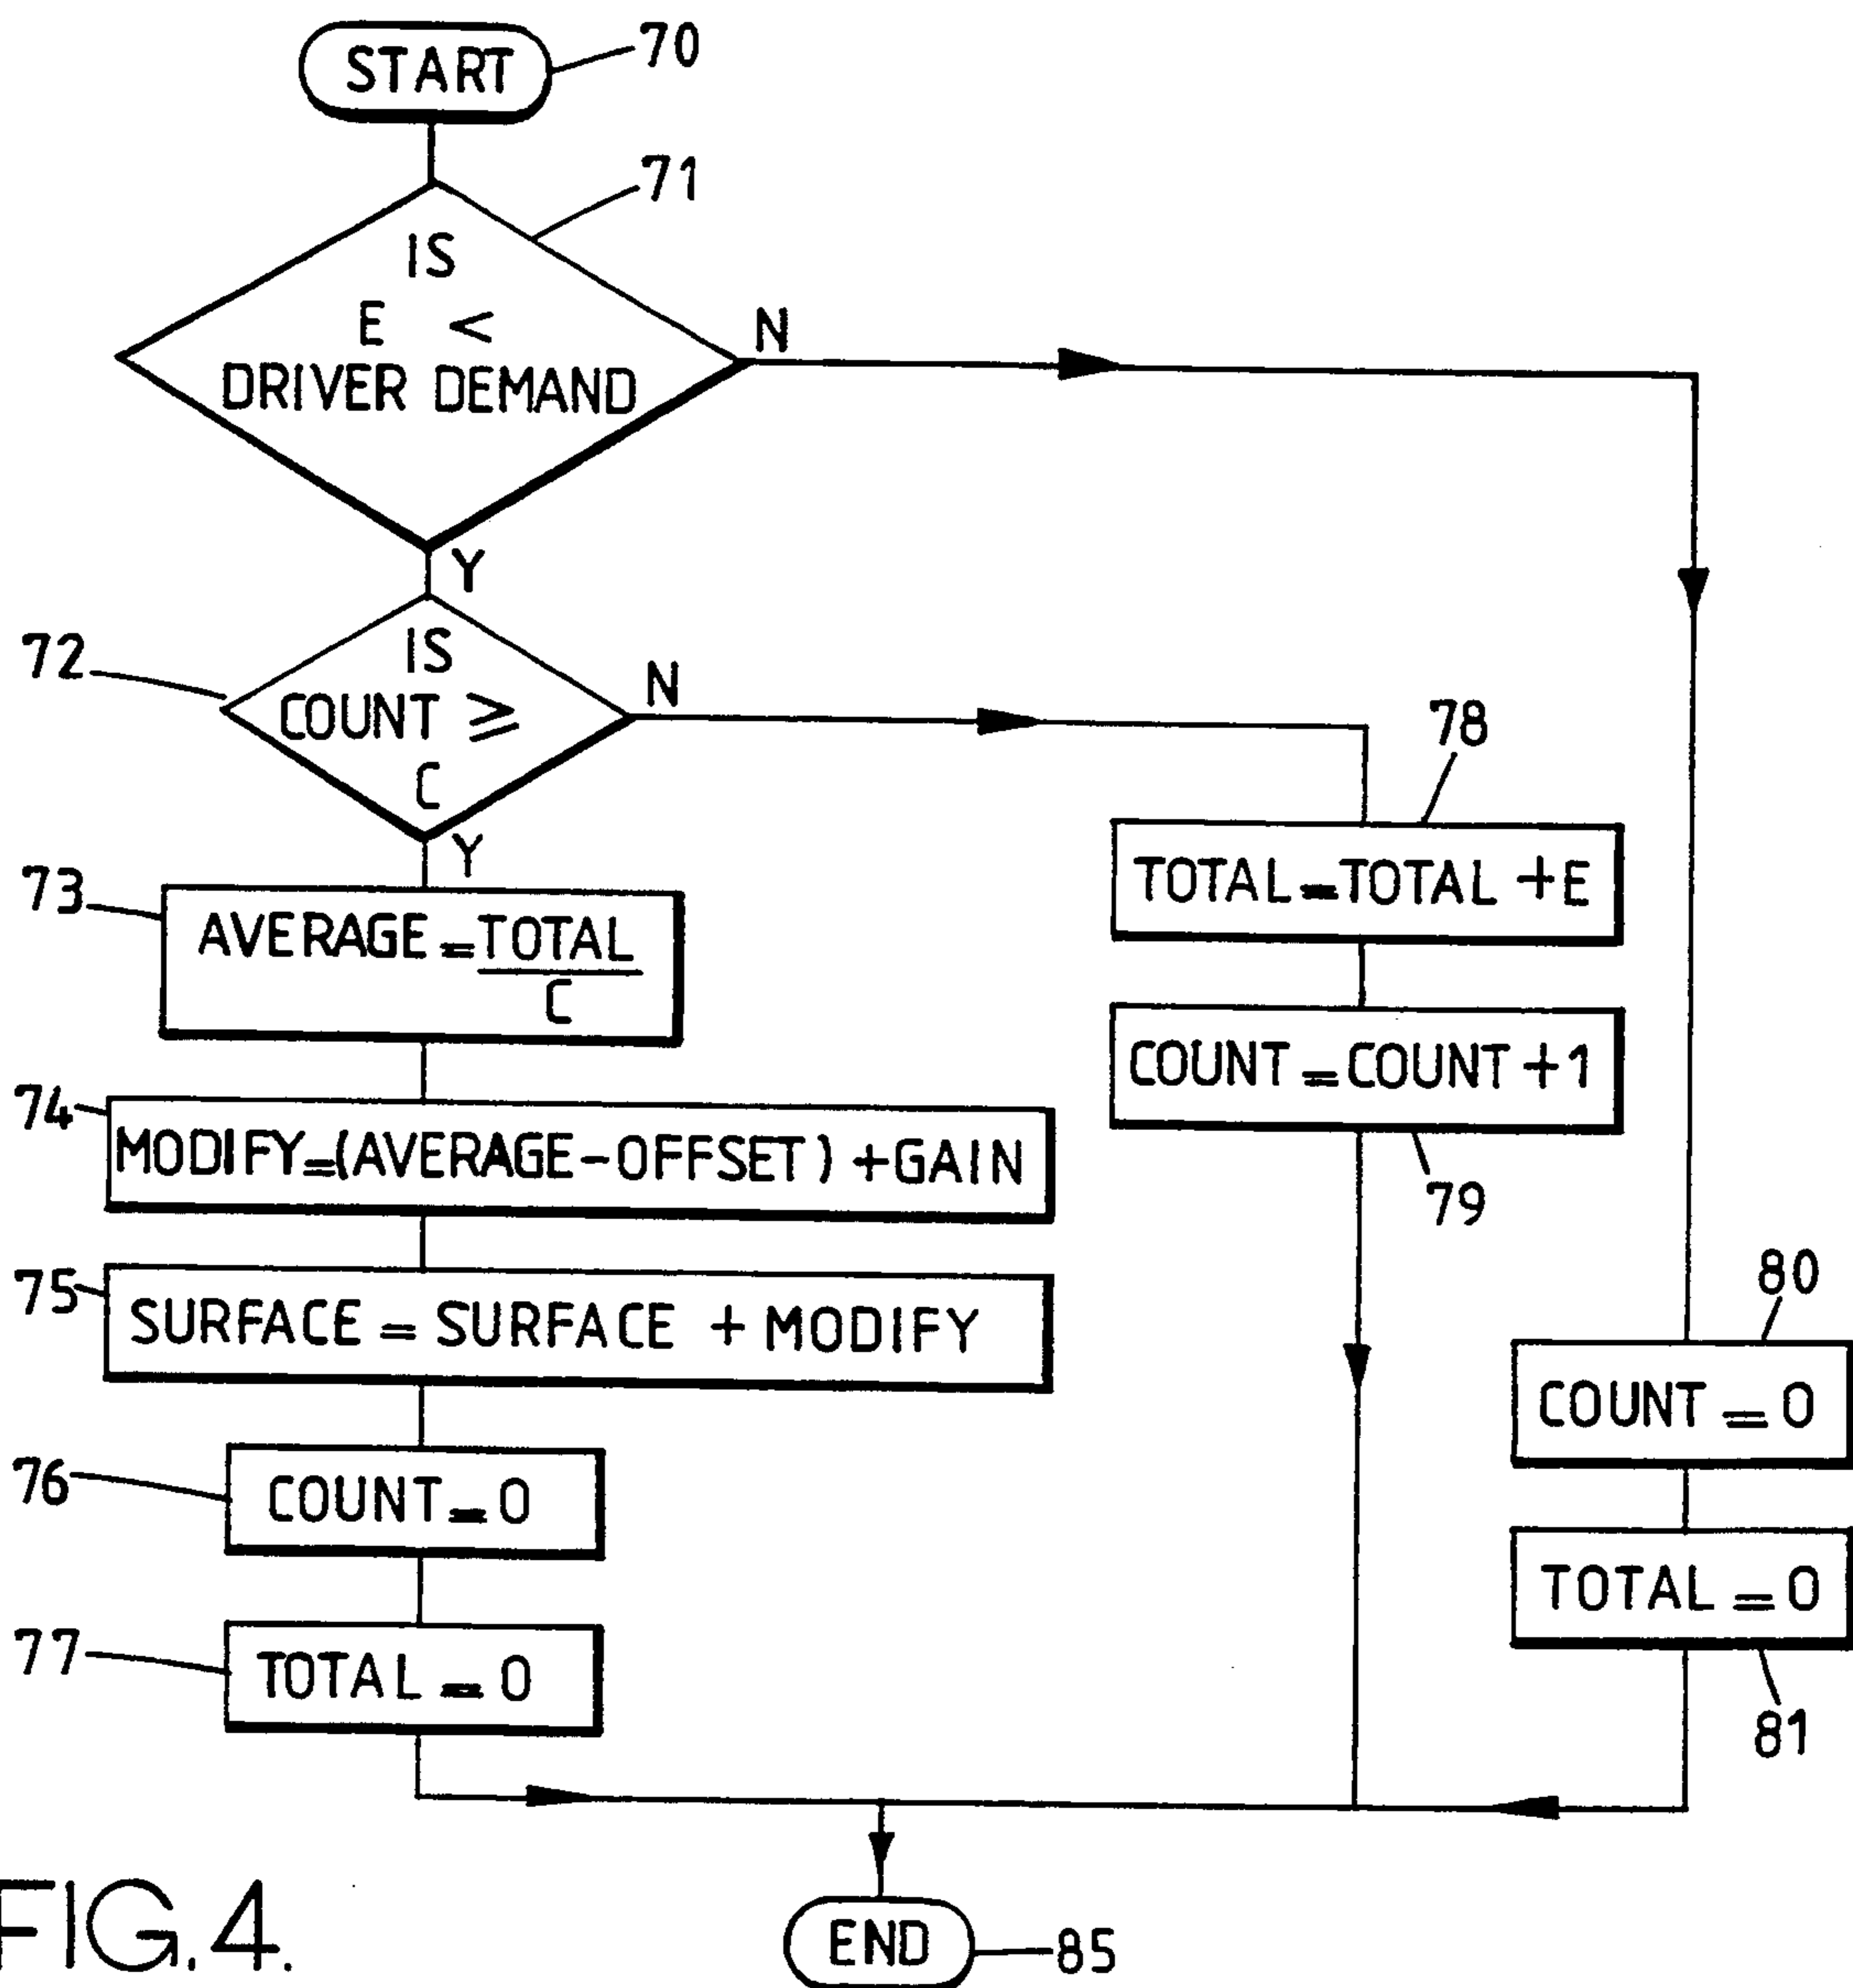 START
70
71
IS
E <
DRIVER DEMAND
N
Y
72
IS
COUNT ≥
C
N
Y
78
TOTAL=TOTAL +E
73
AVERAGE=TOTAL
C
COUNT=COUNT+1
79
74
MODIFY=(AVERAGE-OFFSET)+GAIN
75
SURFACE = SURFACE + MODIFY
80
COUNT=0
76
COUNT=0
TOTAL=0
81
77
TOTAL=0
END
85
FIG.4.